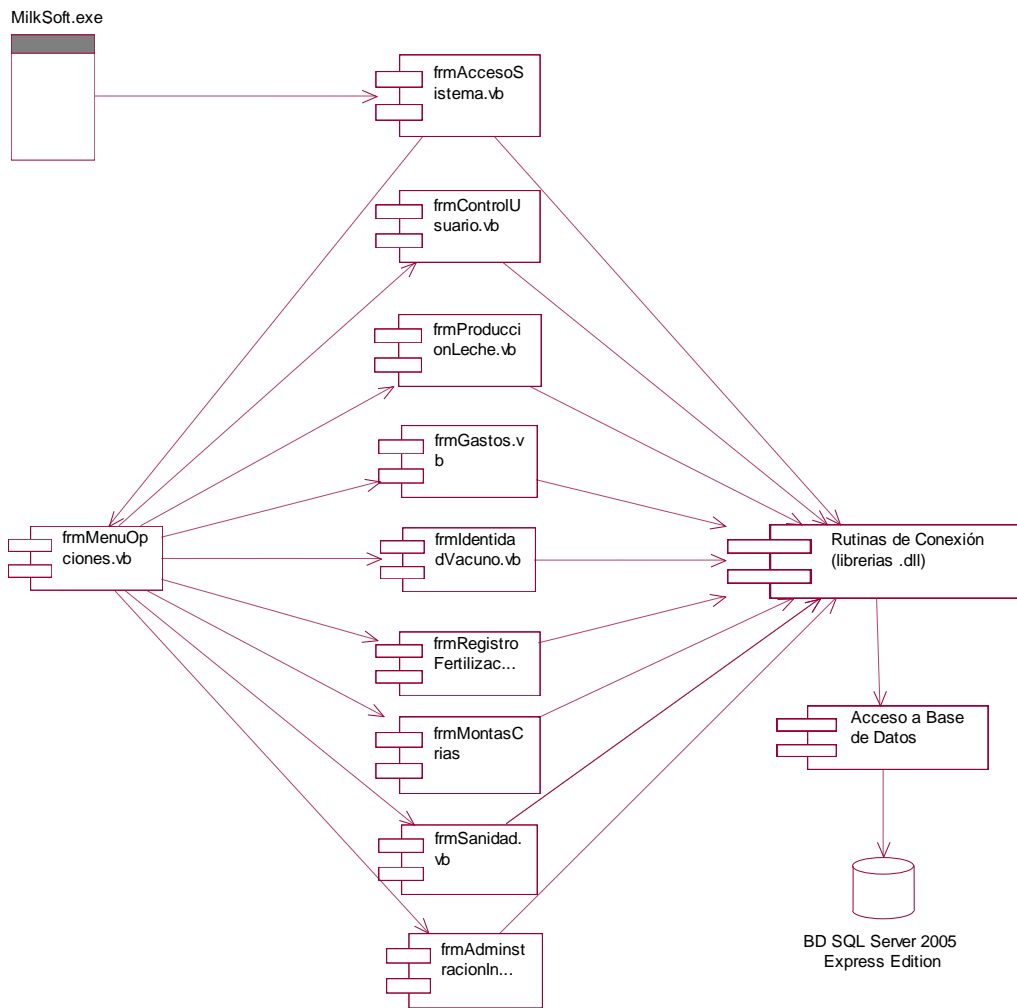 MilkSoft.exe
frmAccesoS
istema.vb
frmControlU
suario.vb
frmProducci
onLeche.vb
frmGastos.v
b
frmMenuOp
ciones.vb
frmIdentida
dVacuno.vb
Rutinas de Conexión
(librerias .dll)
frmRegistro
Fertilizac...
frmMontasC
rias
Acceso a Base
de Datos
frmSanidad.
vb
frmAdminst
racionIn...
BD SQL Server 2005
Express Edition